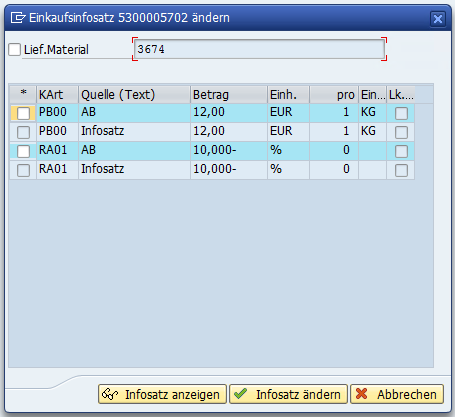 Einkaufsinfosatz 5300005702 ändern
Lief.Material 3674
* KArt Quelle (Text) Betrag Einh. pro Ein... Lk....
PB00 AB 12,00 EUR 1 KG
PB00 Infosatz 12,00 EUR 1 KG
RA01 AB 10,000- % 0
RA01 Infosatz 10,000- % 0
Infosatz anzeigen Infosatz ändern Abbrechen